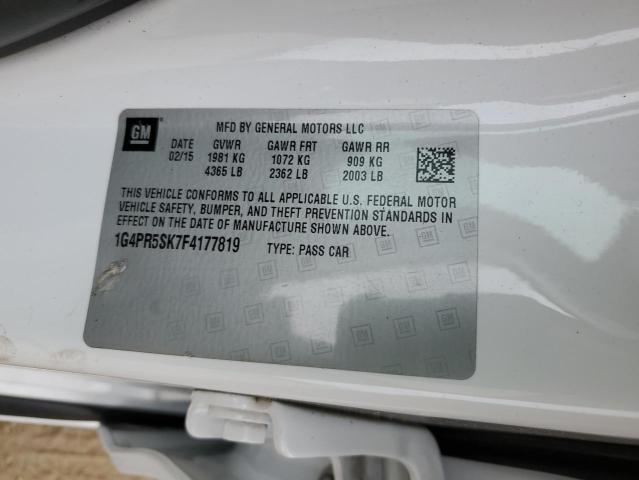 GM
MFD BY GENERAL MOTORS LLC
DATE GVWR GAWR FRT GAWR RR
02/15 1981 KG 1072 KG 909 KG
4365 LB 2362 LB 2003 LB
THIS VEHICLE CONFORMS TO ALL APPLICABLE U.S. FEDERAL MOTOR
VEHICLE SAFETY, BUMPER, AND THEFT PREVENTION STANDARDS IN
EFFECT ON THE DATE OF MANUFACTURE SHOWN ABOVE.
1G4PR5SK7F4177819 TYPE: PASS CAR